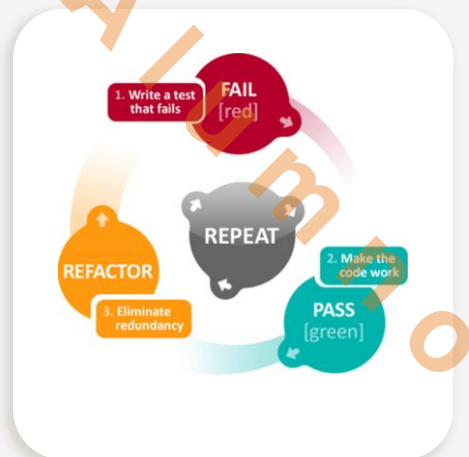 1. Write a test
that fails
FAIL
[red]
REPEAT
2. Make the
code work
PASS
[green]
REFACTOR
3. Eliminate
redundancy
Alumio